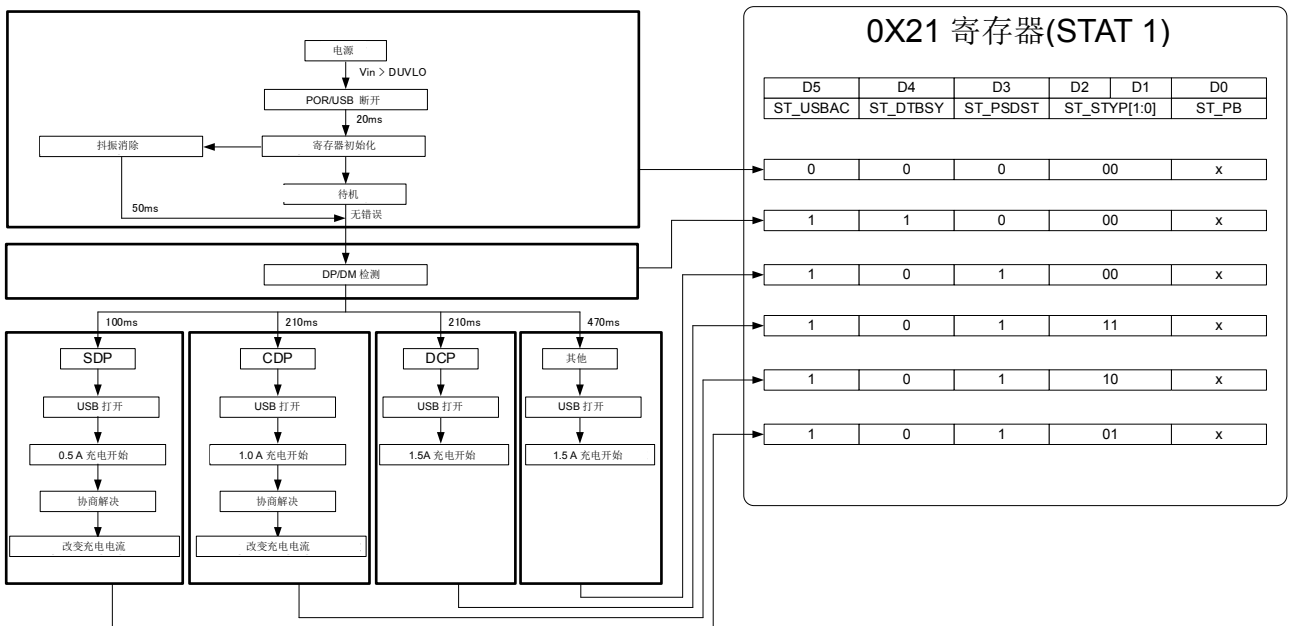 电源
Vin > DUVLO
POR/USB 断开
20ms
抖振消除
寄存器初始化
待机
50ms
无错误
DP/DM 检测
100ms
210ms
210ms
470ms
SDP
CDP
DCP
其他
USB 打开
USB 打开
USB 打开
USB 打开
0.5 A 充电开始
1.0 A 充电开始
1.5A 充电开始
1.5 A 充电开始
协商解决
协商解决
改变充电电流
改变充电电流
0X21 寄存器(STAT 1)
D5 D4 D3 D2 D1 D0
ST_USBAC ST_DTBSY ST_PSDST ST_STYP[1:0] ST_PB
0 0 0 00 x
1 1 0 00 x
1 0 1 00 x
1 0 1 11 x
1 0 1 10 x
1 0 1 01 x